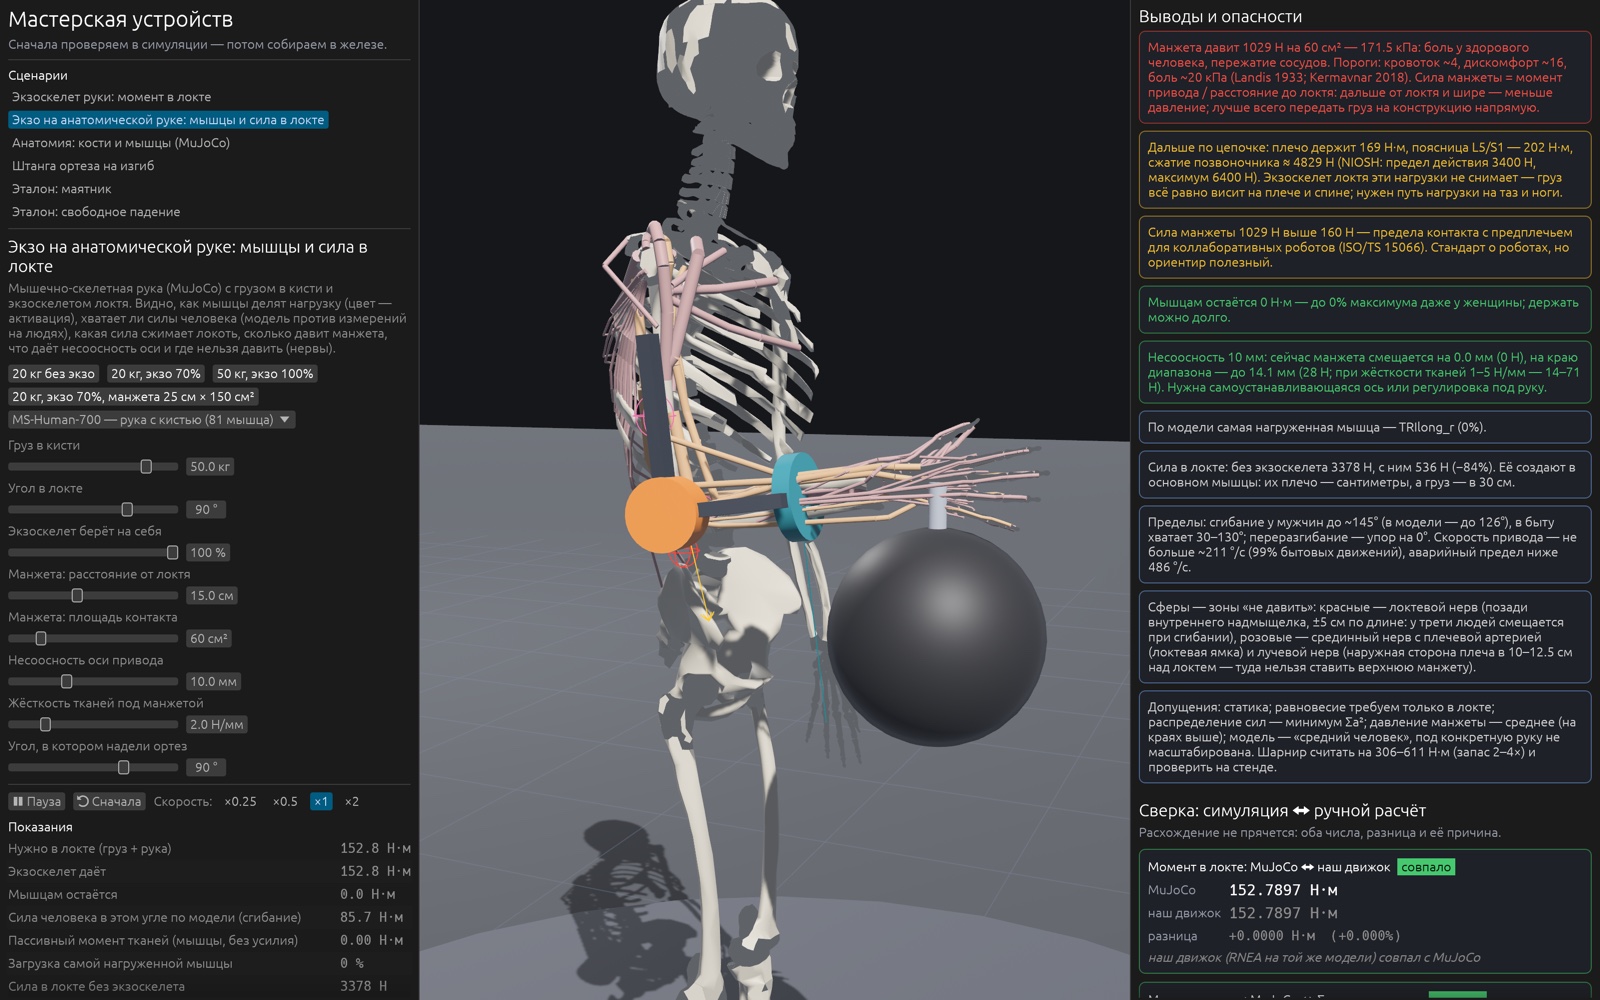 Мастерская устройств
Сначала проверяем в симуляции — потом собираем в железе.
Сценарии
Экзоскелет руки: момент в локте
Экзо на анатомической руке: мышцы и сила в локте
Анатомия: кости и мышцы (MuJoCo)
Штанга ортеза на изгиб
Эталон: маятник
Эталон: свободное падение
Экзо на анатомической руке: мышцы и сила в
локте
Мышечно-скелетная рука (MuJoCo) с грузом в кисти и
экзоскелетом локтя. Видно, как мышцы делят нагрузку (цвет —
активация), хватает ли силы человека (модель против измерений
на людях), какая сила сжимает локоть, сколько давит манжета,
что даёт несоосность оси и где нельзя давить (нервы).
20 кг без экзо 20 кг, экзо 70% 50 кг, экзо 100%
20 кг, экзо 70%, манжета 25 см × 150 см²
MS-Human-700 — рука с кистью (81 мышца)
Груз в кисти
50.0 кг
Угол в локте
90 °
Экзоскелет берёт на себя
100 %
Манжета: расстояние от локтя
15.0 см
Манжета: площадь контакта
60 см²
Несоосность оси привода
10.0 мм
Жёсткость тканей под манжетой
2.0 Н/мм
Угол, в котором надели ортез
90 °
Пауза Сначала Скорость: ×0.25 ×0.5 ×1 ×2
Показания
Нужно в локте (груз + рука) 152.8 Н·м
Экзоскелет даёт 152.8 Н·м
Мышцам остаётся 0.0 Н·м
Сила человека в этом угле по модели (сгибание) 85.7 Н·м
Пассивный момент тканей (мышцы, без усилия) 0.00 Н·м
Загрузка самой нагруженной мышцы 0 %
Сила в локте без экзоскелета 3378 Н
Выводы и опасности
Манжета давит 1029 Н на 60 см² — 171.5 кПа: боль у здорового
человека, пережатие сосудов. Пороги: кровоток ~4, дискомфорт ~16,
боль ~20 кПа (Landis 1933; Kermavnar 2018). Сила манжеты = момент
привода / расстояние до локтя: дальше от локтя и шире — меньше
давление; лучше всего передать груз на конструкцию напрямую.
Дальше по цепочке: плечо держит 169 Н·м, поясница L5/S1 — 202 Н·м,
сжатие позвоночника ≈ 4829 Н (NIOSH: предел действия 3400 Н,
максимум 6400 Н). Экзоскелет локтя эти нагрузки не снимает — груз
всё равно висит на плече и спине; нужен путь нагрузки на таз и ноги.
Сила манжеты 1029 Н выше 160 Н — предела контакта с предплечьем
для коллаборативных роботов (ISO/TS 15066). Стандарт о роботах, но
ориентир полезный.
Мышцам остаётся 0 Н·м — до 0% максимума даже у женщины; держать
можно долго.
Несоосность 10 мм: сейчас манжета смещается на 0.0 мм (0 Н), на краю
диапазона — до 14.1 мм (28 Н; при жёсткости тканей 1–5 Н/мм — 14–71
Н). Нужна самоустанавливающаяся ось или регулировка под руку.
По модели самая нагруженная мышца — TRIlong_r (0%).
Сила в локте: без экзоскелета 3378 Н, с ним 536 Н (−84%). Её создают в
основном мышцы: их плечо — сантиметры, а груз — в 30 см.
Пределы: сгибание у мужчин до ~145° (в модели — до 126°), в быту
хватает 30–130°; переразгибание — упор на 0°. Скорость привода — не
больше ~211 °/с (99% бытовых движений), аварийный предел ниже
486 °/с.
Сферы — зоны «не давить»: красные — локтевой нерв (позади
внутреннего надмыщелка, ±5 см по длине: у трети людей смещается
при сгибании), розовые — срединный нерв с плечевой артерией
(локтевая ямка) и лучевой нерв (наружная сторона плеча в 10–12.5 см
над локтем — туда нельзя ставить верхнюю манжету).
Допущения: статика; равновесие требуем только в локте;
распределение сил — минимум Σa²; давление манжеты — среднее (на
краях выше); модель — «средний человек», под конкретную руку не
масштабирована. Шарнир считать на 306–611 Н·м (запас 2–4×) и
проверить на стенде.
Сверка: симуляция ⬌ ручной расчёт
Расхождение не прячется: оба числа, разница и её причина.
Момент в локте: MuJoCo ⬌ наш движок совпало
MuJoCo 152.7897 Н·м
наш движок 152.7897 Н·м
разница +0.0000 Н·м (+0.000%)
наш движок (RNEA на той же модели) совпал с MuJoCo